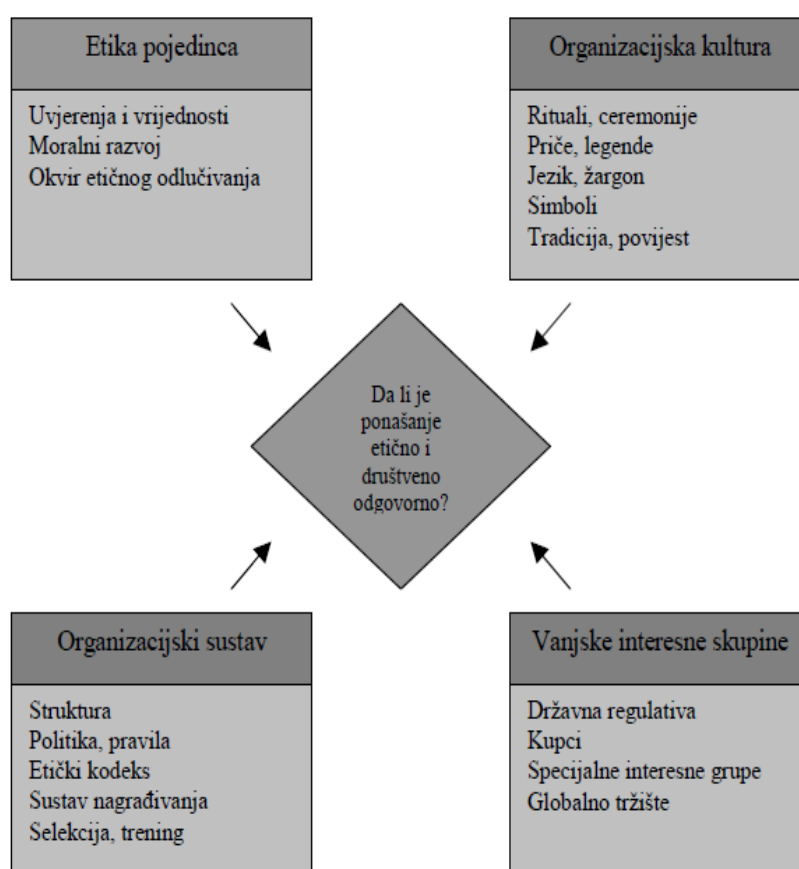 Etika pojedinca
Uvjerenja i vrijednosti
Moralni razvoj
Okvir etičnog odlučivanja
Organizacijska kultura
Rituali, ceremonije
Priče, legende
Jezik, žargon
Simboli
Tradicija, povijest
Da li je
ponašanje
etično i
društveno
odgovorno?
Organizacijski sustav
Struktura
Politika, pravila
Etički kodeks
Sustav nagrađivanja
Selekcija, trening
Vanjske interesne skupine
Državna regulativa
Kupci
Specijalne interesne grupe
Globalno tržište